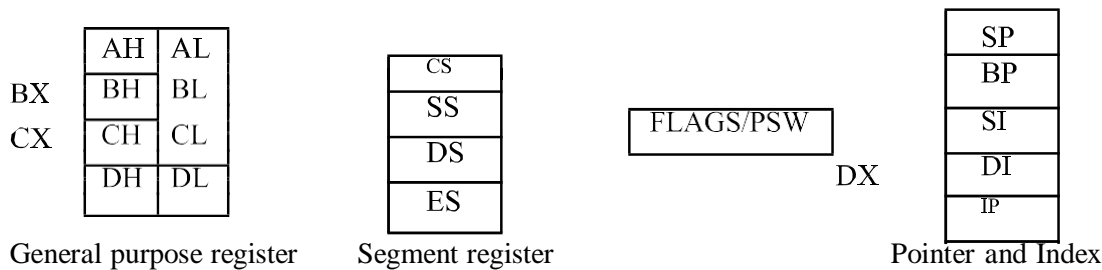 AH AL
BX BH BL
CX CH CL
DH DL
General purpose register
CS
SS
DS
ES
Segment register
FLAGS/PSW
DX
SP
BP
SI
DI
IP
Pointer and Index